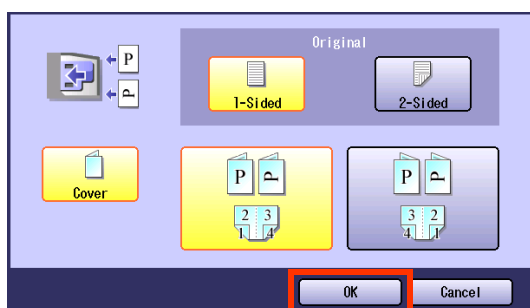 Original
P
P
1-Sided
2-Sided
Cover
P P
2 3
1 4
P P
3 2
4 1
OK
Cancel